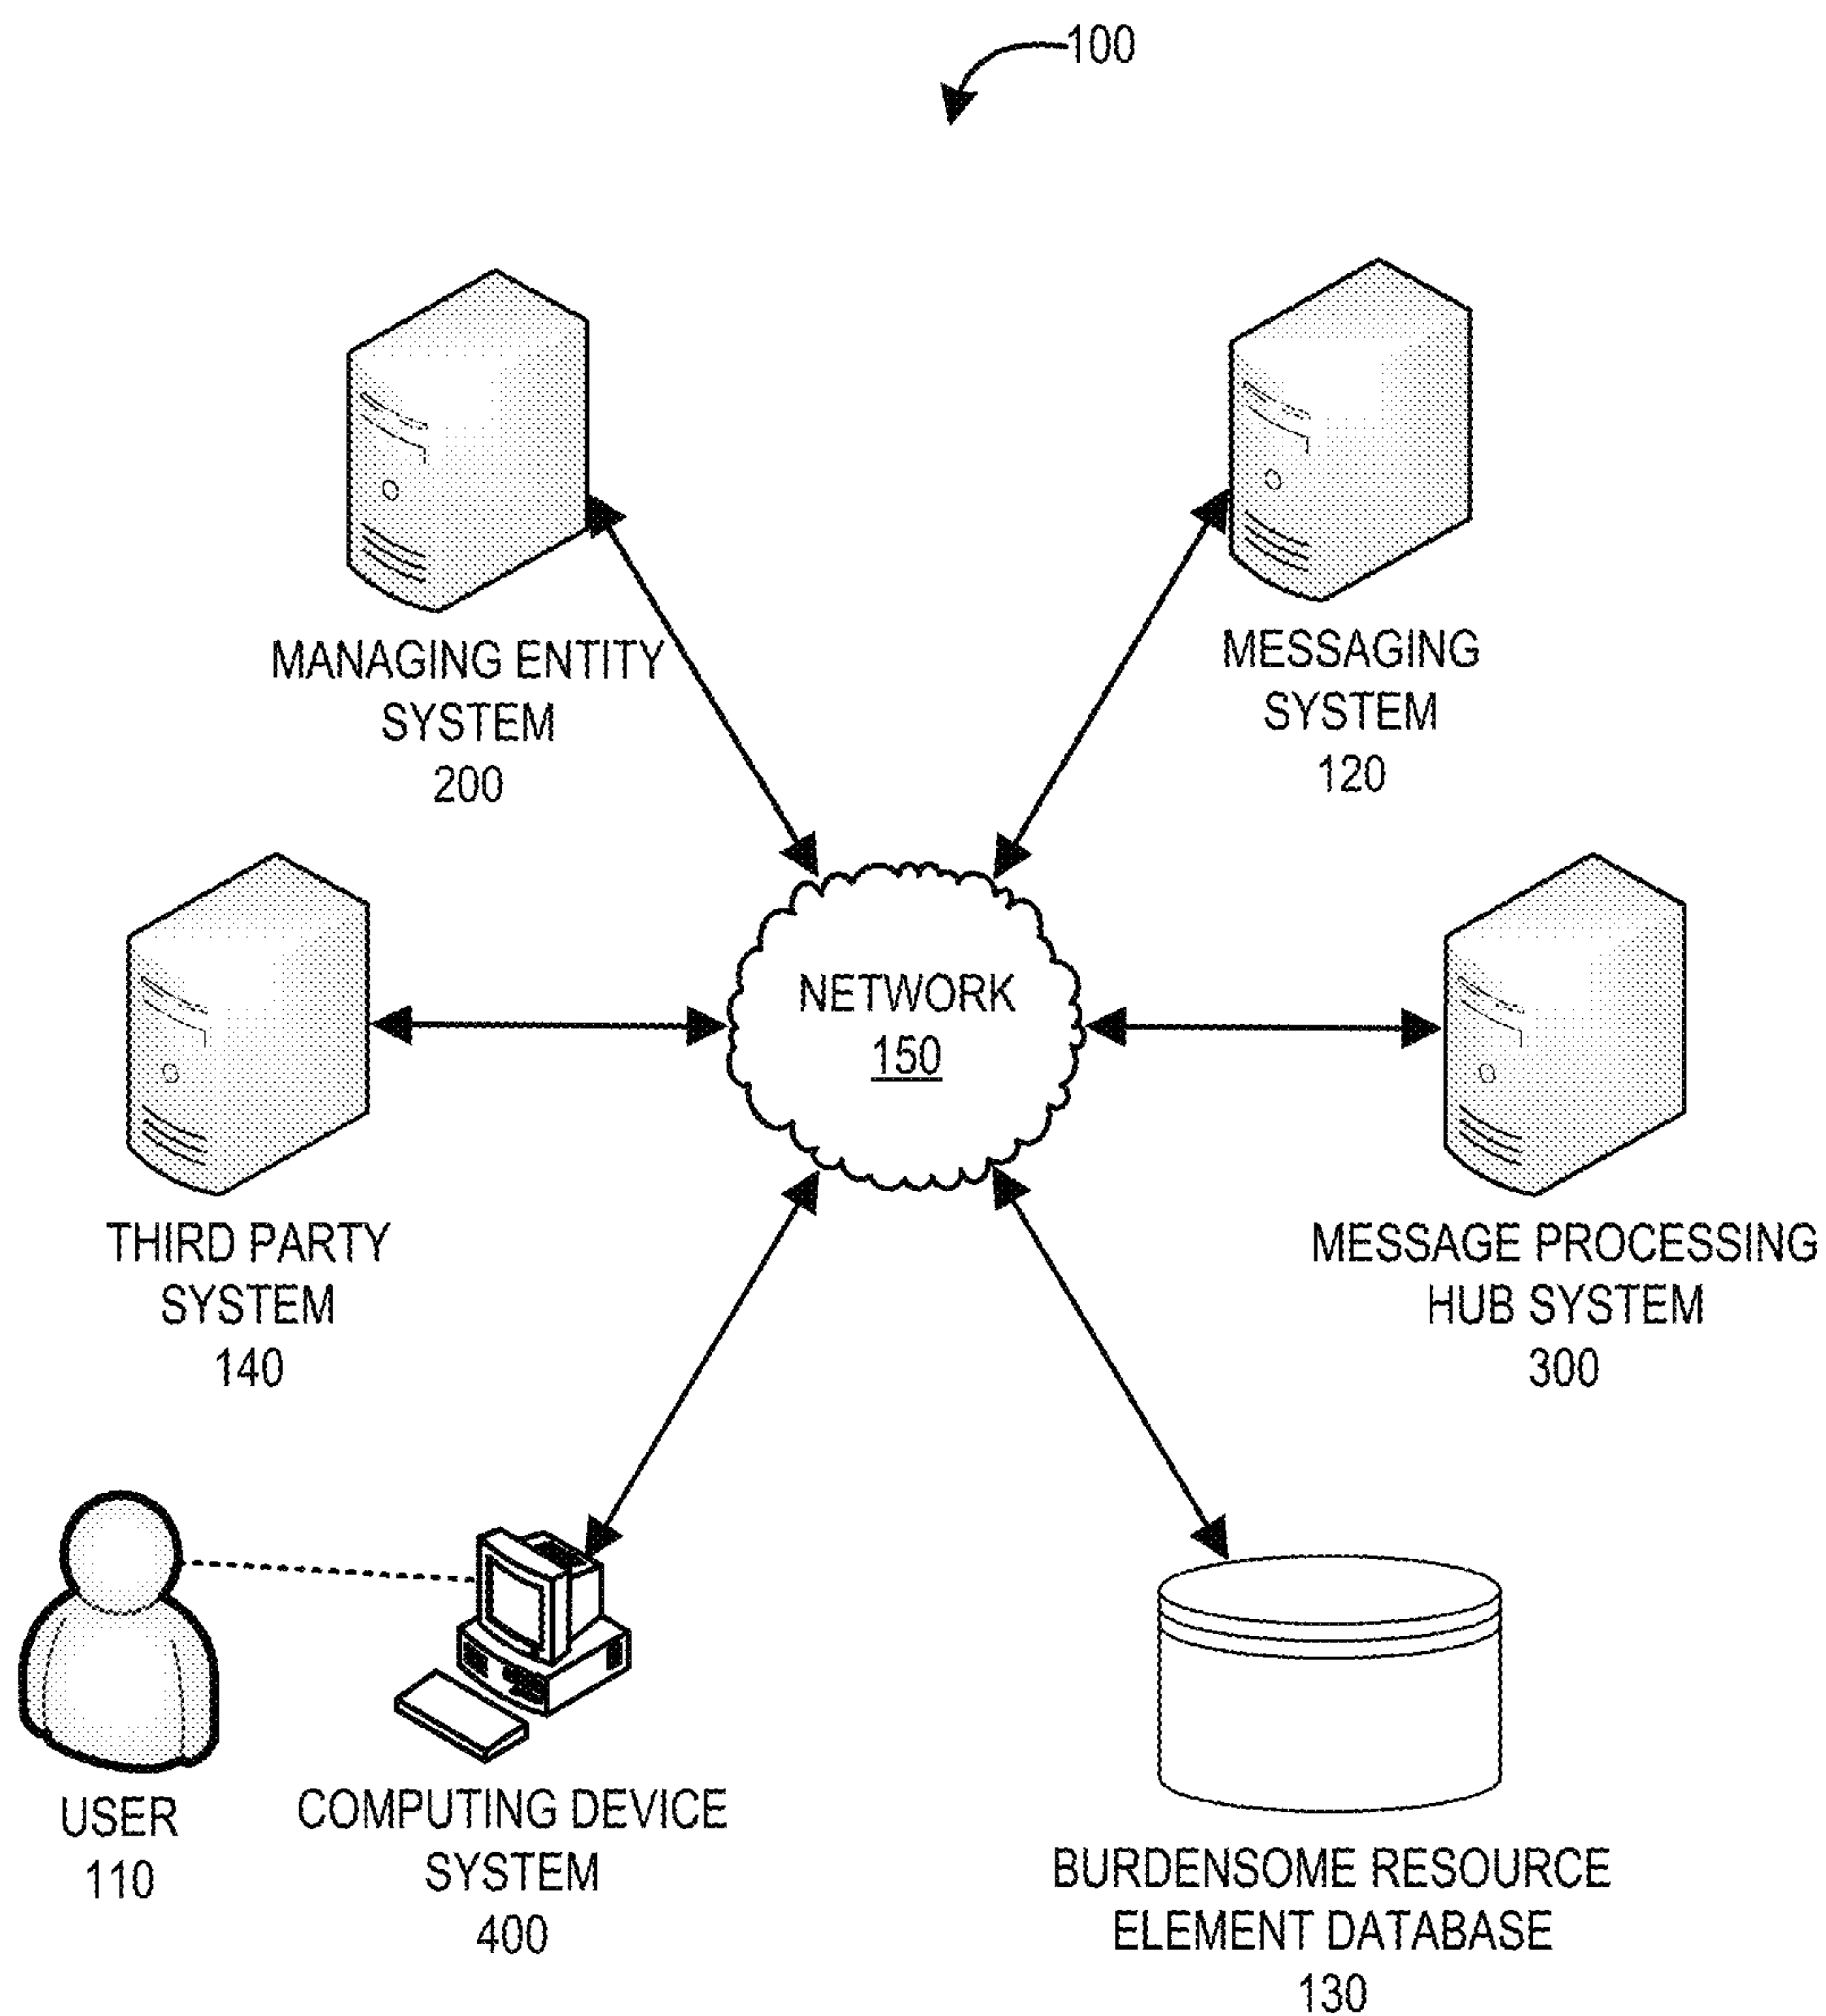 100
MANAGING ENTITY
SYSTEM
200
MESSAGING
SYSTEM
120
NETWORK
150
THIRD PARTY
SYSTEM
140
MESSAGE PROCESSING
HUB SYSTEM
300
USER
110
COMPUTING DEVICE
SYSTEM
400
BURDENSOME RESOURCE
ELEMENT DATABASE
130